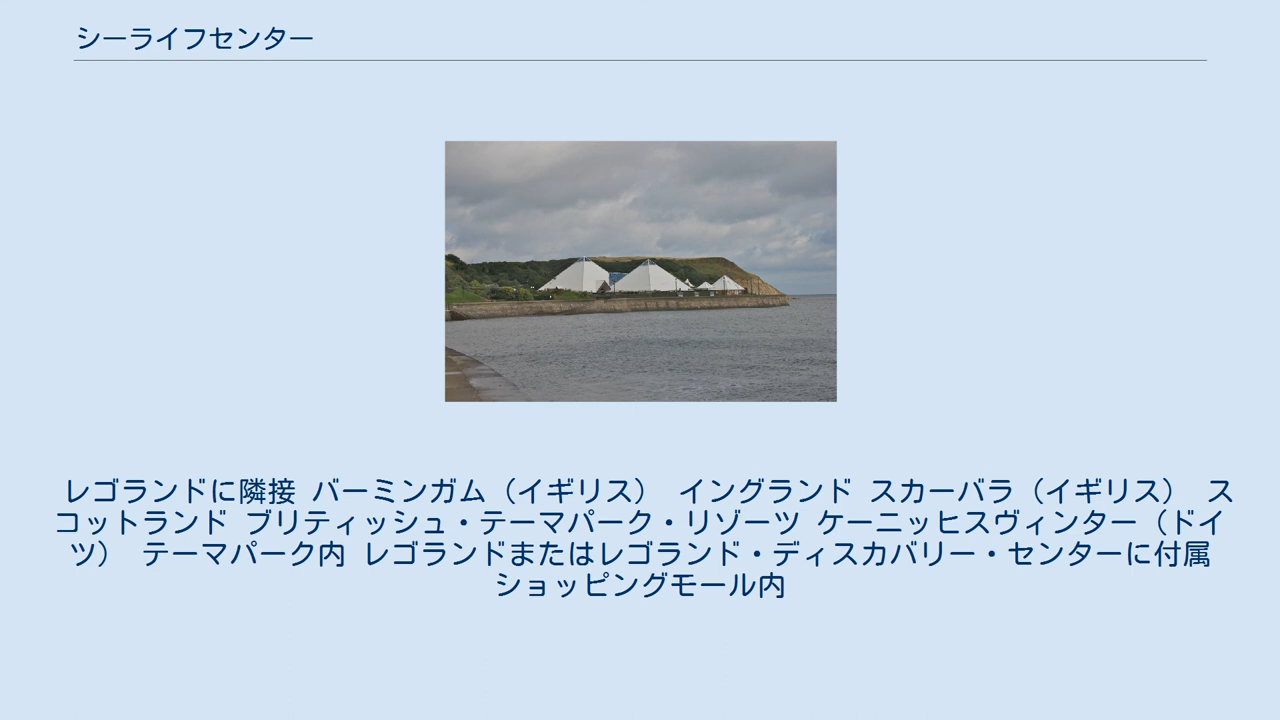 シーライフセンター
レゴランドに隣接 バーミンガム（イギリス） イングランド スカーバラ（イギリス） ス
コットランド ブリティッシュ・テーマパーク・リゾーツ ケーニッヒスヴィンター（ドイ
ツ） テーマパーク内 レゴランドまたはレゴランド・ディスカバリー・センターに付属
ショッピングモール内